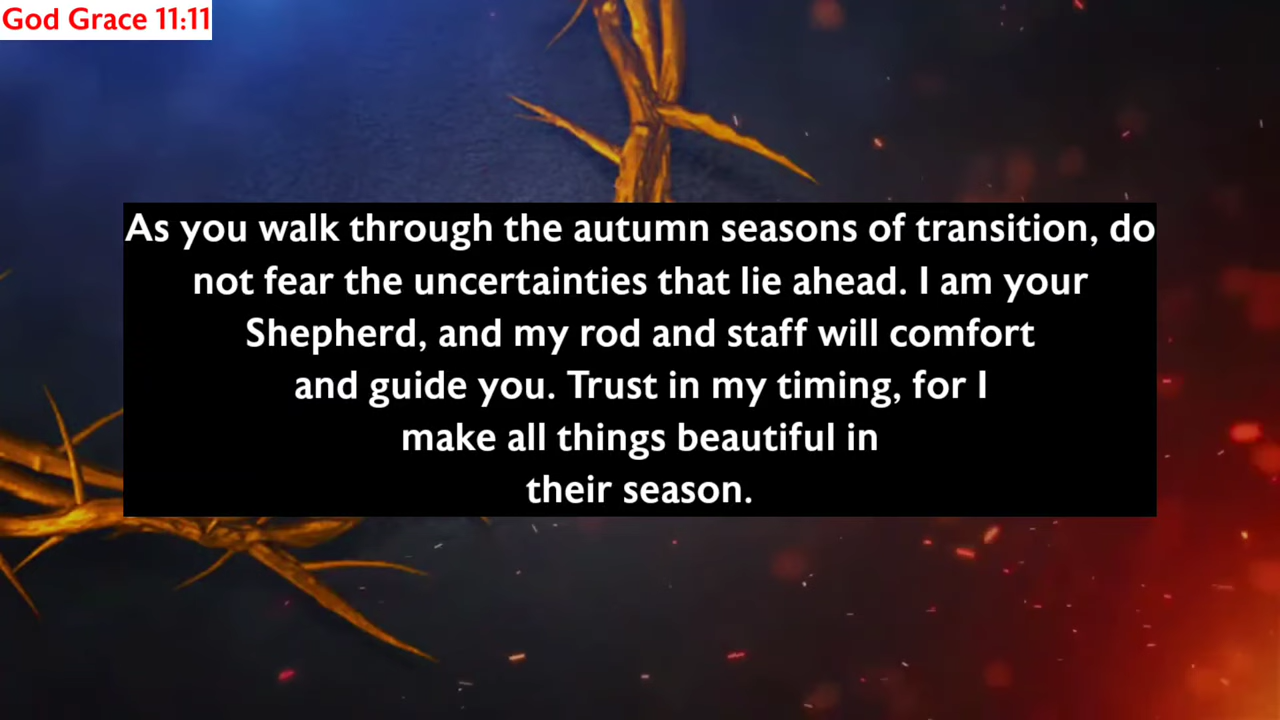 God Grace 11:11
As you walk through the autumn seasons of transition, do
not fear the uncertainties that lie ahead. I am your
Shepherd, and my rod and staff will comfort
and guide you. Trust in my timing, for I
make all things beautiful in
their season.